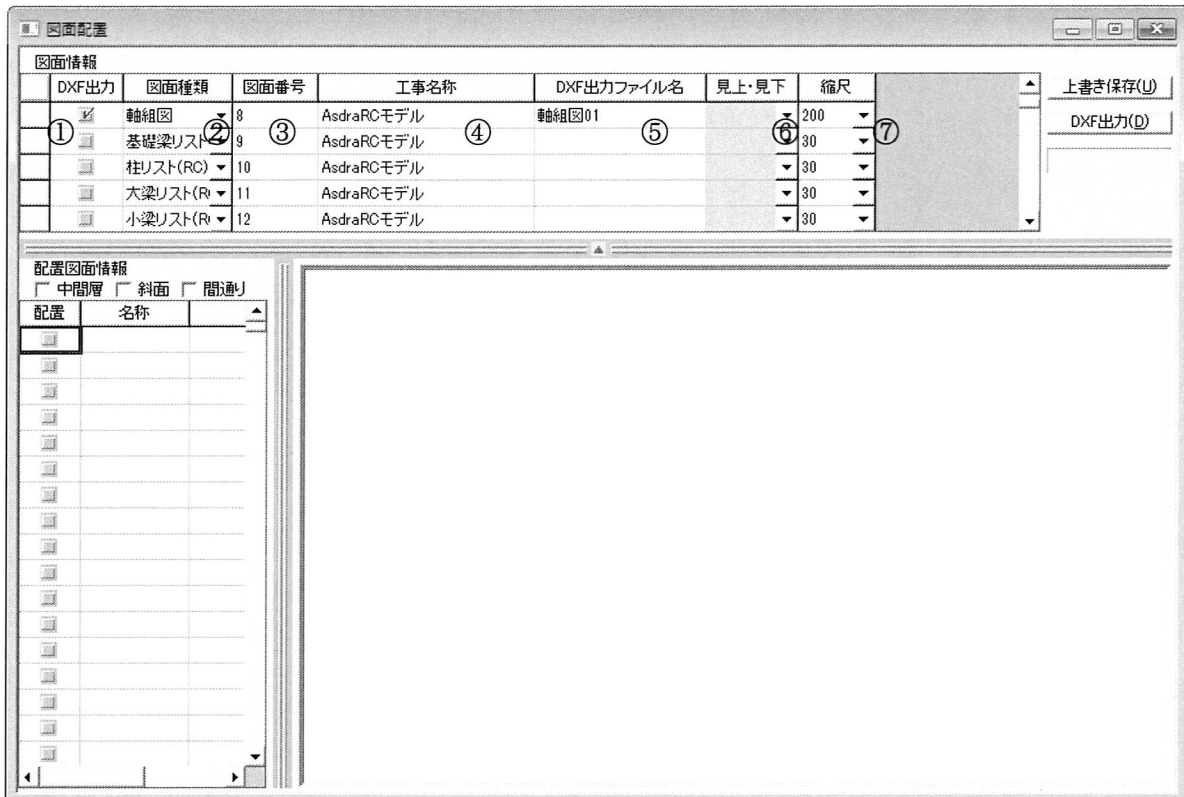 図面配置
図面情報
DXF出力 図面種類 図面番号 工事名称 DXF出力ファイル名 見上・見下 縮尺
上書き保存(U)
軸組図 8 AsdraRCモデル 軸組図01 200
DXF出力(D)
① ② ③ ④ ⑤ ⑥ ⑦
基礎梁リスト 9 AsdraRCモデル 30
柱リスト(RC) 10 AsdraRCモデル 30
大梁リスト(R 11 AsdraRCモデル 30
小梁リスト(R 12 AsdraRCモデル 30
配置図面情報
中間層 斜面 間通り
配置 名称